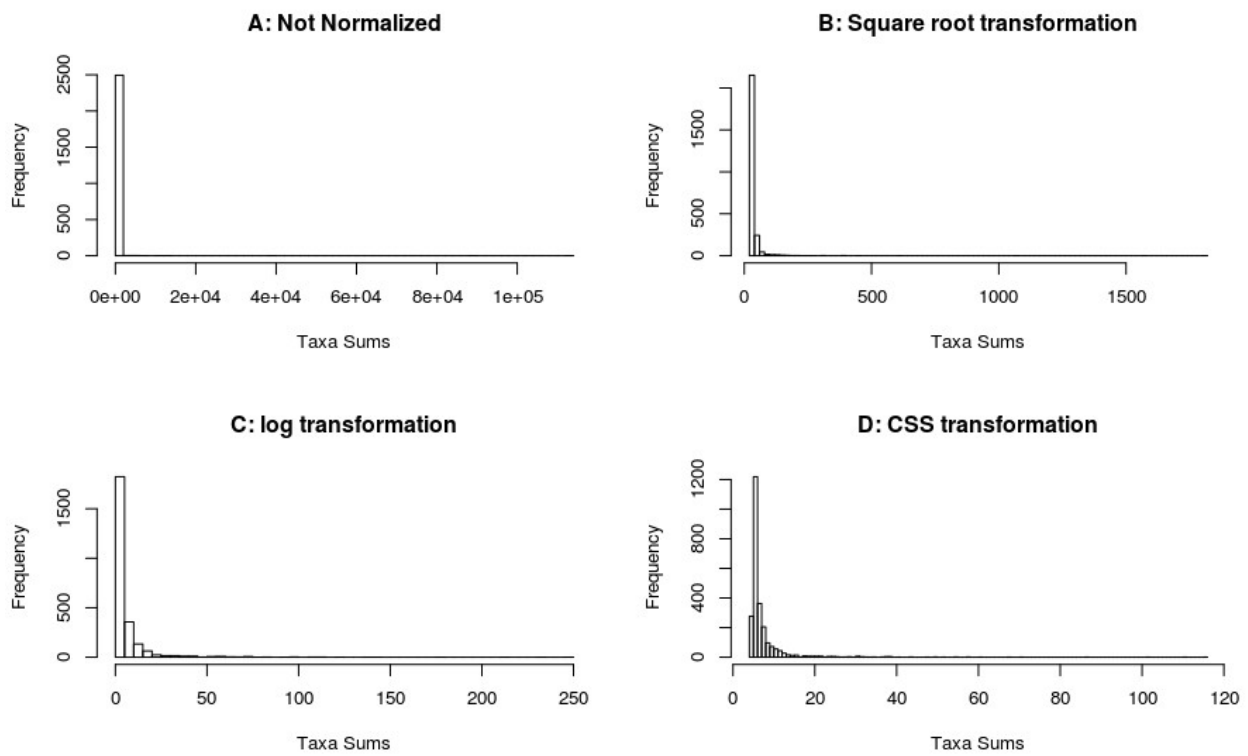 A: Not Normalized
Frequency
2500
1500
500
0
0e+00 2e+04 4e+04 6e+04 8e+04 1e+05
Taxa Sums
B: Square root transformation
Frequency
1500
500
0
0 500 1000 1500
Taxa Sums
C: log transformation
Frequency
1500
500
0
0 50 100 150 200 250
Taxa Sums
D: CSS transformation
Frequency
1200
800
400
0
0 20 40 60 80 100 120
Taxa Sums